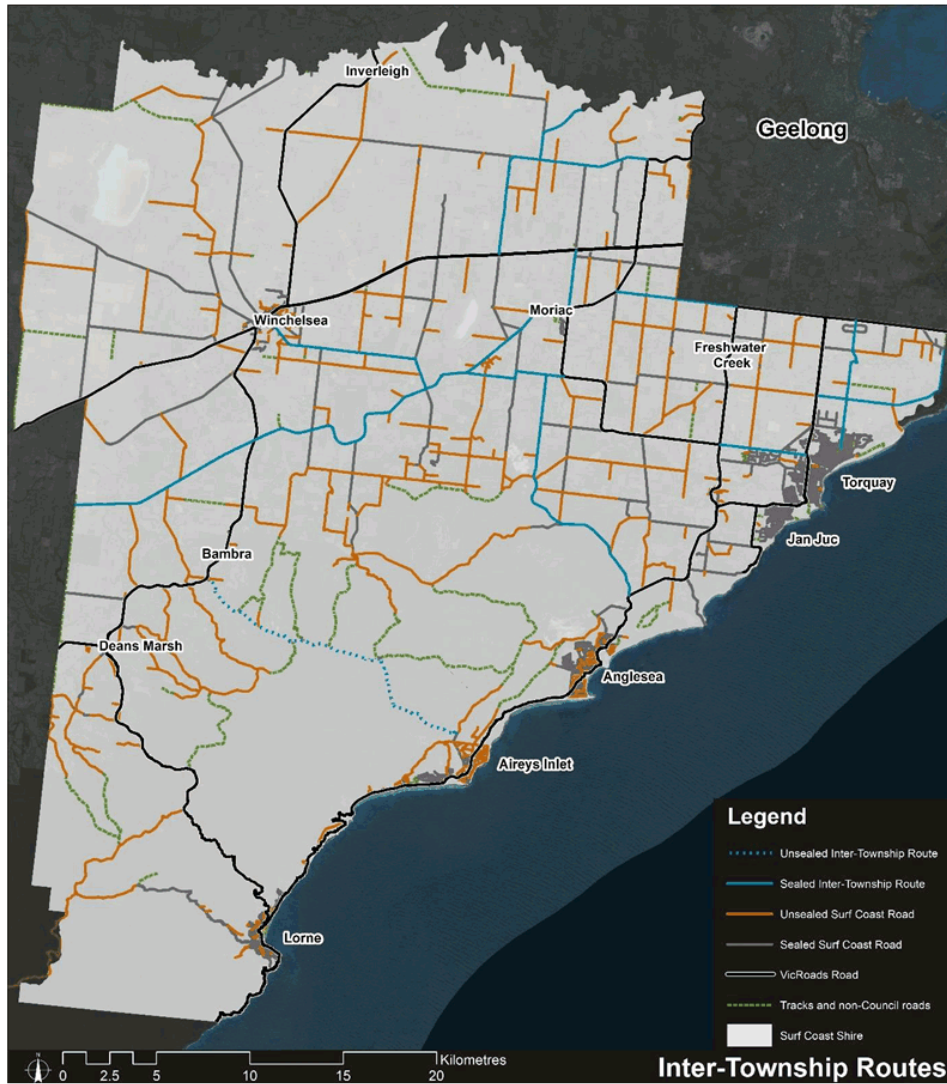 Inverleigh
Geelong
Winchelsea
Moriac
Freshwater
Creek
Torquay
Jan Juc
Bambra
Deans Marsh
Anglesea
Aireys Inlet
Lorne
Legend
Unsealed Inter-Township Route
Sealed Inter-Township Route
Unsealed Surf Coast Road
Sealed Surf Coast Road
VicRoads Road
Tracks and non-Council roads
Surf Coast Shire
N
Kilometres
0 2.5 5 10 15 20
Inter-Township Routes